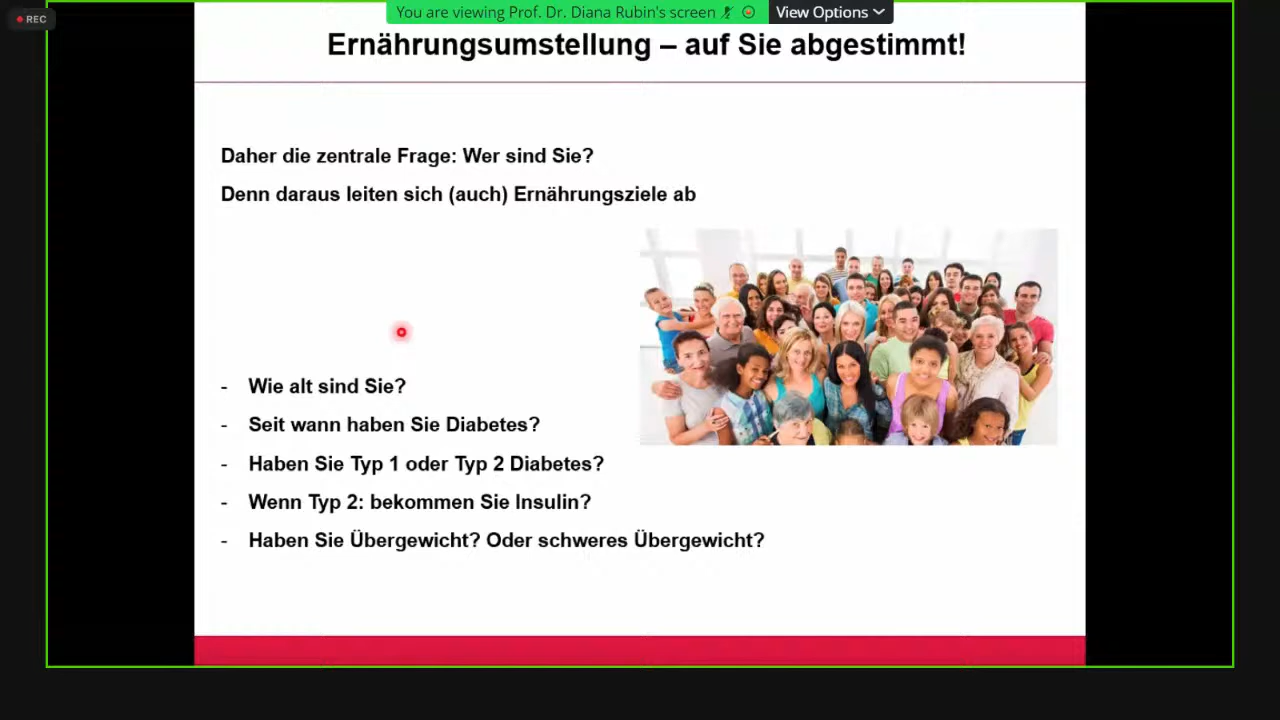 REC
You are viewing Prof. Dr. Diana Rubin's screen
View Options
Ernährungsumstellung – auf Sie abgestimmt!
Daher die zentrale Frage: Wer sind Sie?
Denn daraus leiten sich (auch) Ernährungsziele ab
- Wie alt sind Sie?
- Seit wann haben Sie Diabetes?
- Haben Sie Typ 1 oder Typ 2 Diabetes?
- Wenn Typ 2: bekommen Sie Insulin?
- Haben Sie Übergewicht? Oder schweres Übergewicht?